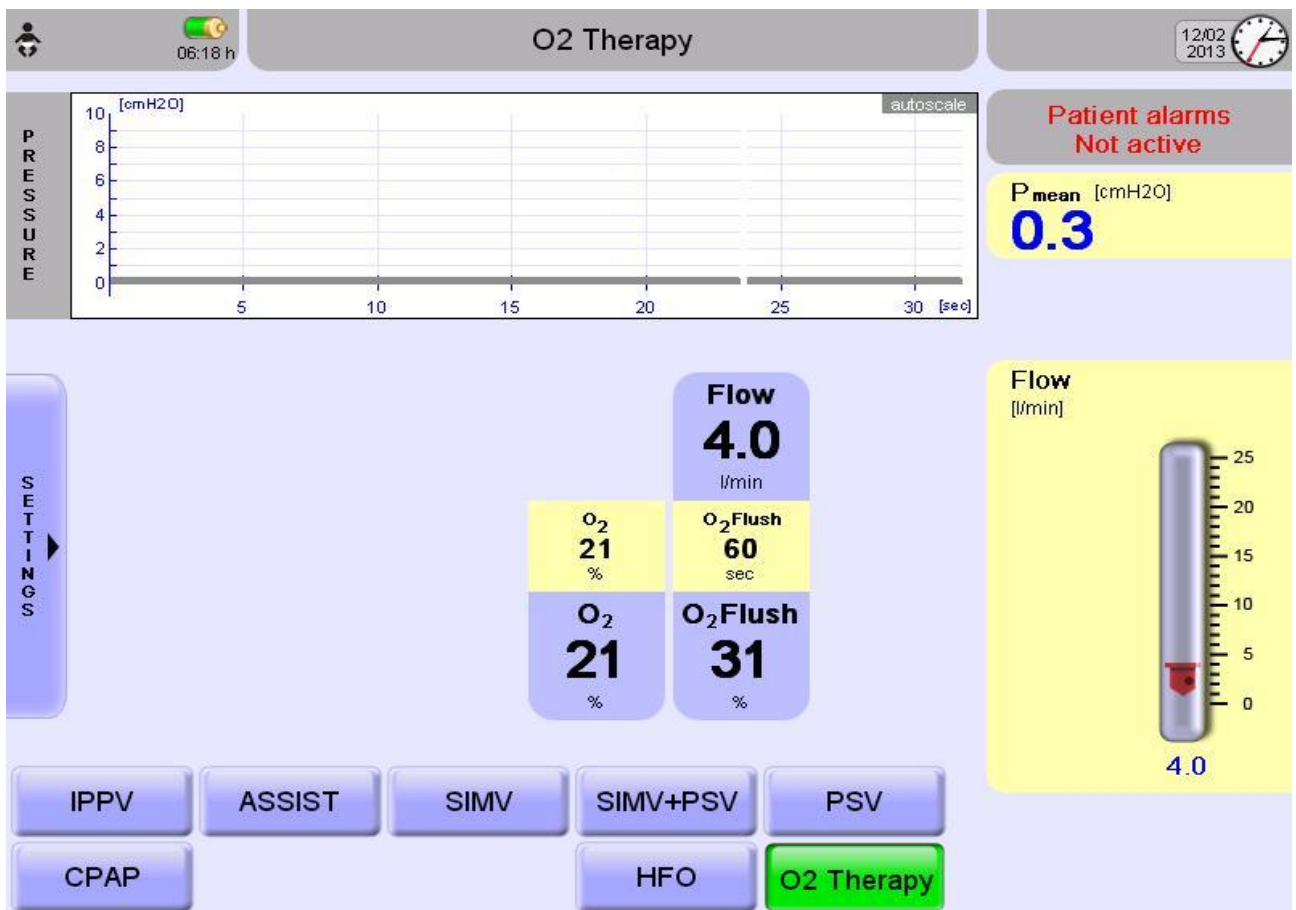 06:18 h
O2 Therapy
12/02
2013
PRESSURE
[cmH2O]
autoscale
10
8
6
4
2
0
5 10 15 20 25 30 [sec]
Patient alarms
Not active
Pmean [cmH2O]
0.3
SETTINGS
Flow
4.0
l/min
O2 O2Flush
21 60
% sec
O2 O2Flush
21 31
% %
Flow
[l/min]
25
20
15
10
5
0
4.0
IPPV ASSIST SIMV SIMV+PSV PSV
CPAP HFO O2 Therapy